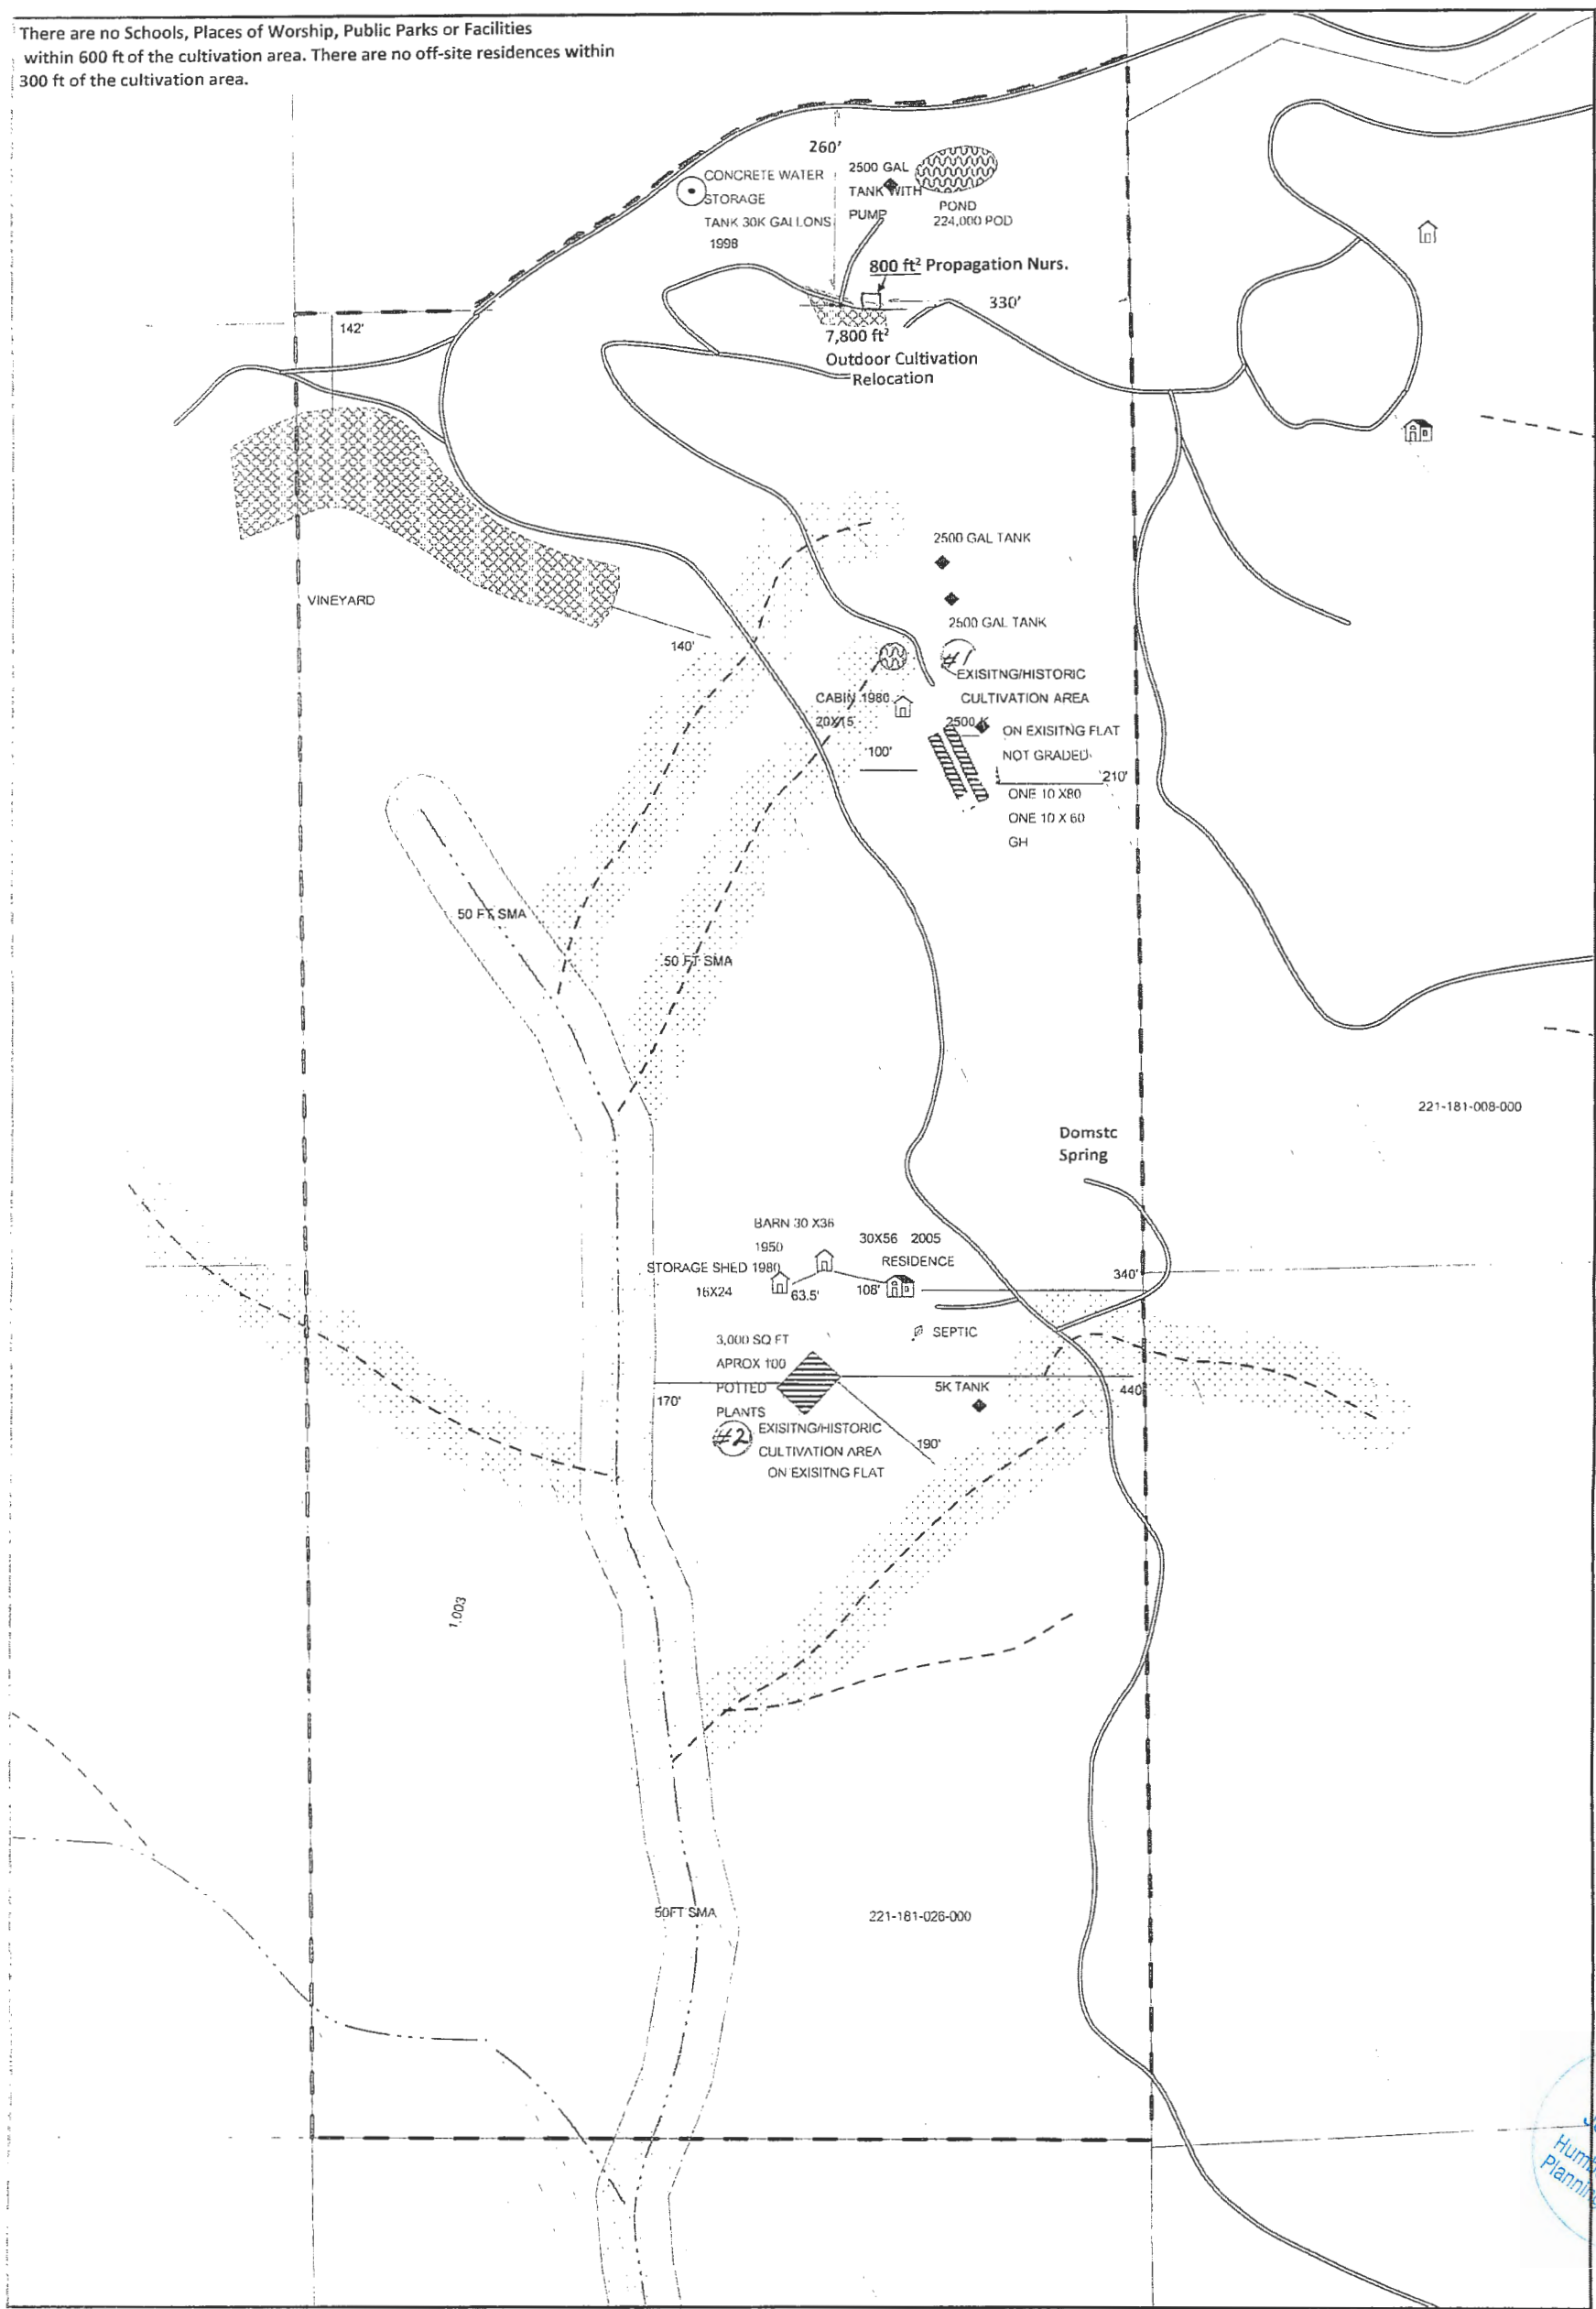 There are no Schools, Places of Worship, Public Parks or Facilities
within 600 ft of the cultivation area. There are no off-site residences within
300 ft of the cultivation area.
260'
CONCRETE WATER
STORAGE
TANK 30K GALLONS
1998
2500 GAL
TANK WITH
PUMP
POND
224,000 POD
800 ft² Propagation Nurs.
330'
7,800 ft²
Outdoor Cultivation
Relocation
142'
VINEYARD
140'
2500 GAL TANK
2500 GAL TANK
#1
EXISITNG/HISTORIC
CULTIVATION AREA
CABIN 1980
20X15
2500
ON EXISITNG FLAT
NOT GRADED
100'
210'
ONE 10 X80
ONE 10 X 60
GH
50 FT SMA
50 FT SMA
221-181-008-000
Domstc
Spring
BARN 30 X36
1950
30X56 2005
RESIDENCE
STORAGE SHED 1980
16X24
63.5'
108'
340'
SEPTIC
3,000 SQ FT
APROX 100
POTTED
PLANTS
170'
5K TANK
440
#2
EXISITNG/HISTORIC
CULTIVATION AREA
ON EXISITNG FLAT
190'
1.003
50FT SMA
221-181-026-000